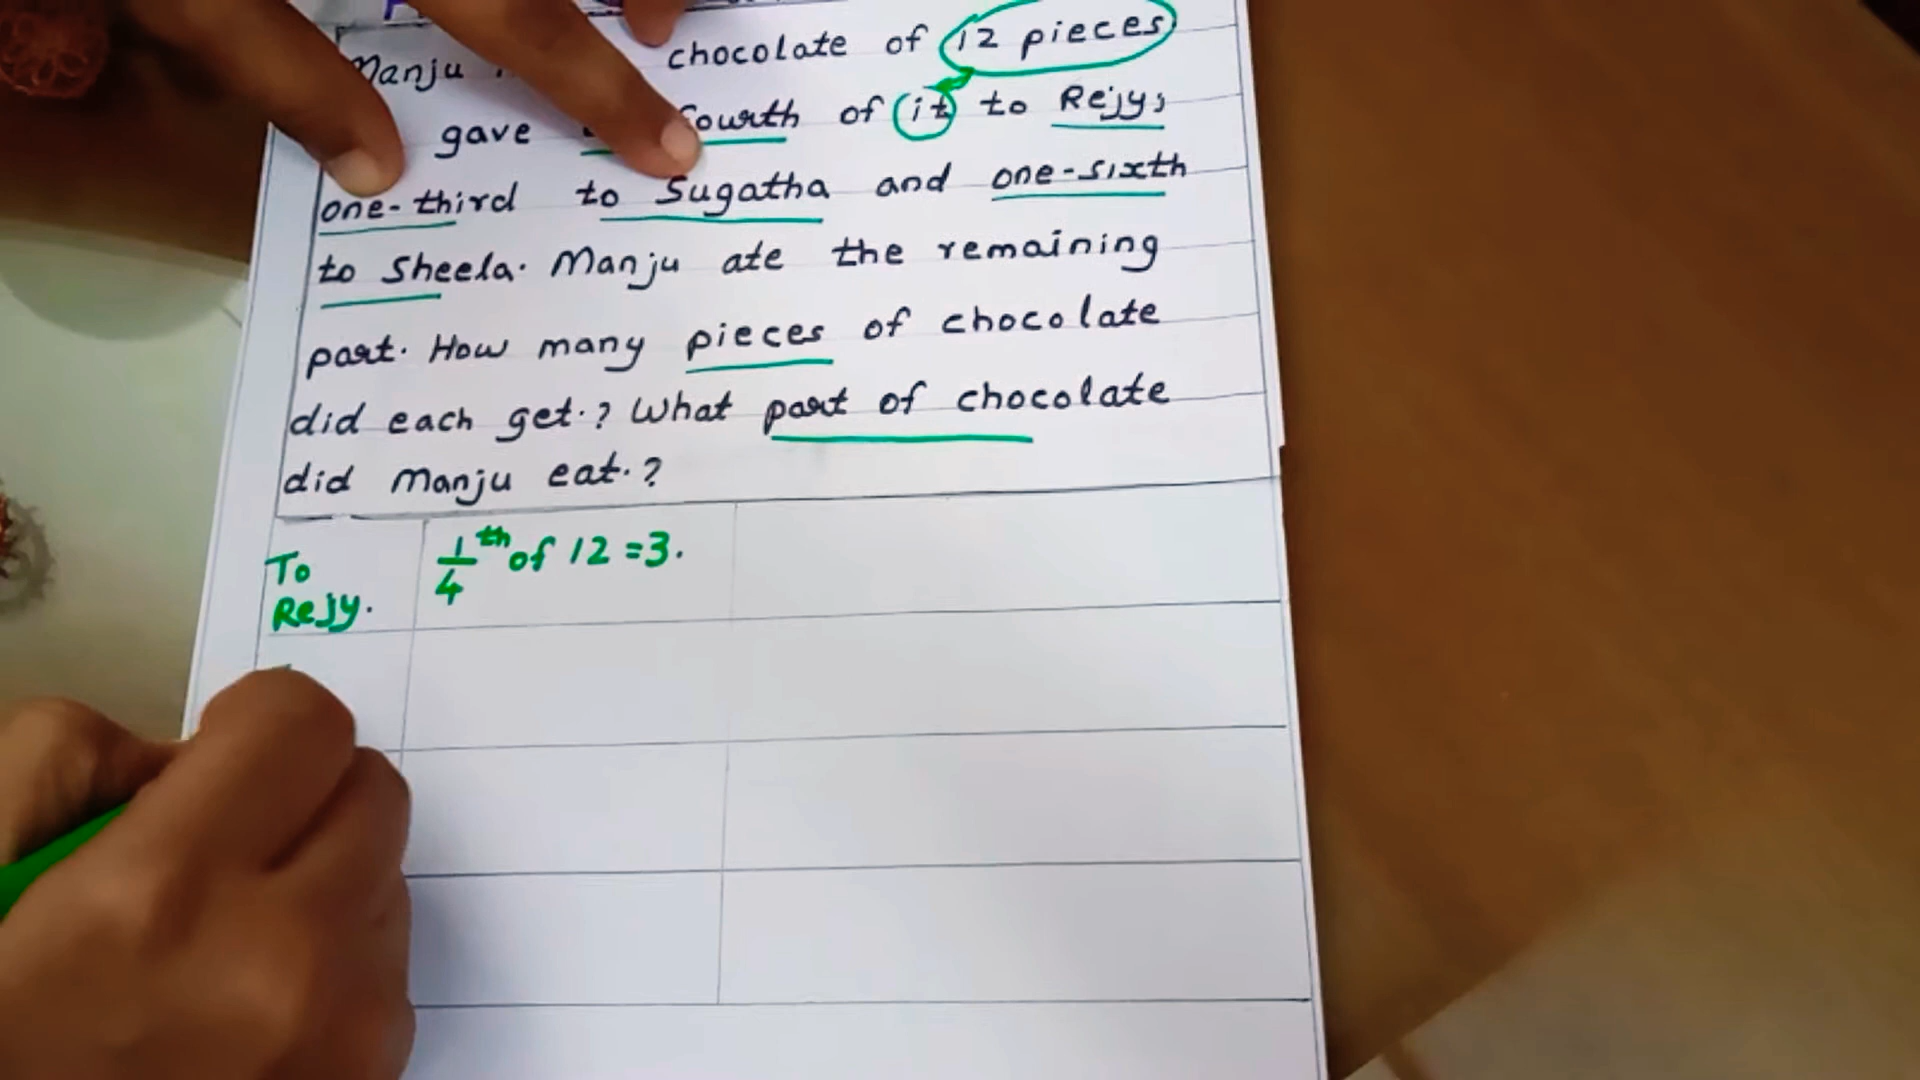 Manju chocolate of 12 pieces
gave fourth of it to Rejy,
one-third to Sugatha and one-sixth
to Sheela. Manju ate the remaining
part. How many pieces of chocolate
did each get.? What part of chocolate
did Manju eat.?
To
Rejy.
1/4 th of 12 = 3.